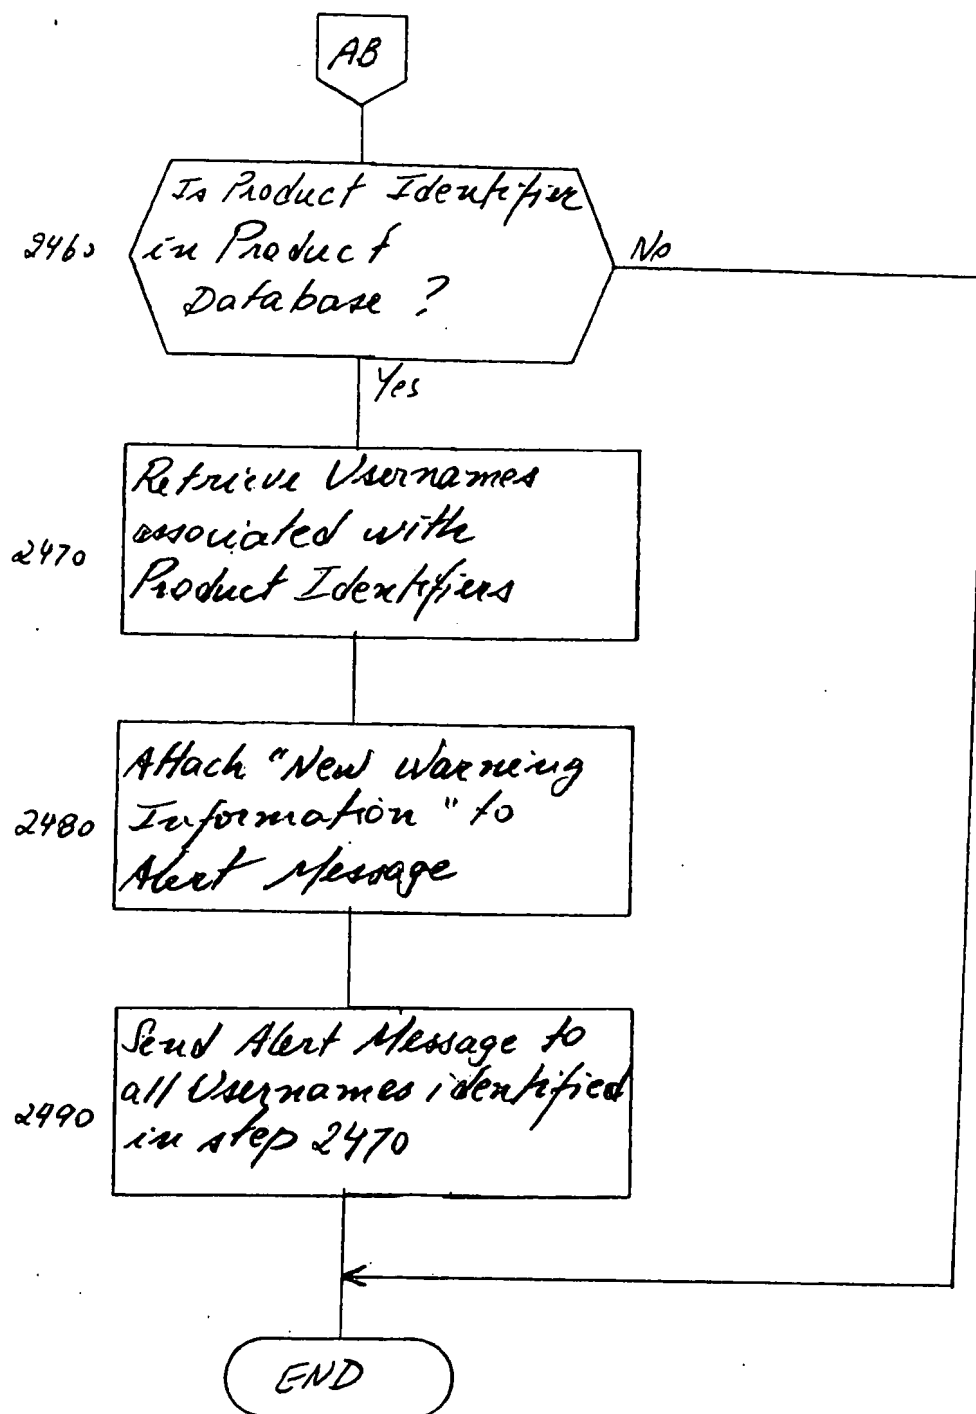 AB
Is Product Identifier
2460
in Product
No
Database ?
Yes
Retrieve Usernames
associated with
2470
Product Identifiers
Attach "New Warning
2480
Information" to
Alert Message
Send Alert Message to
all Usernames identified
2490
in step 2470
END